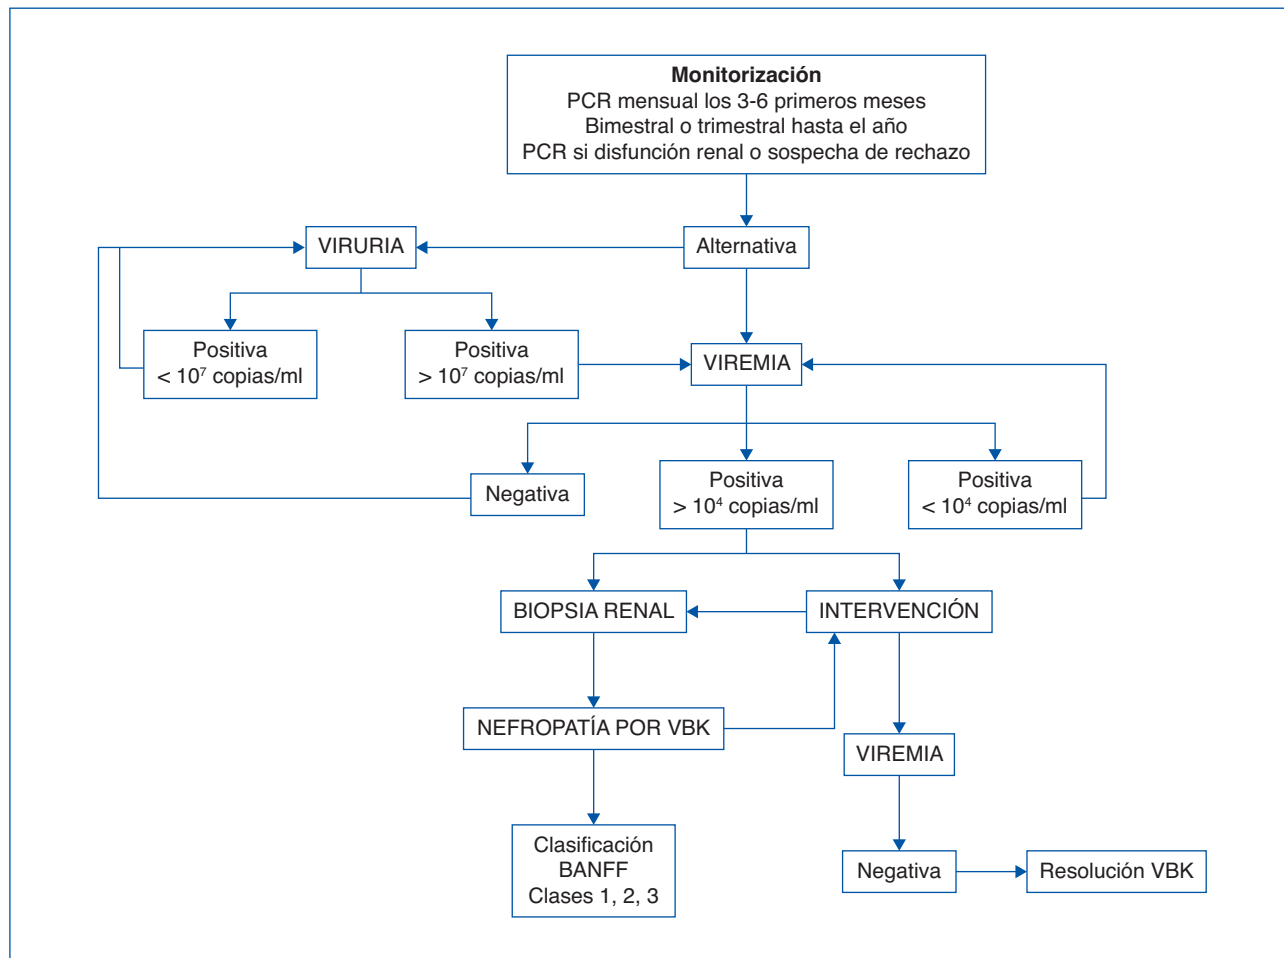 Monitorización
PCR mensual los 3-6 primeros meses
Bimestral o trimestral hasta el año
PCR si disfunción renal o sospecha de rechazo
VIRURIA
Alternativa
Positiva
< 10⁷ copias/ml
Positiva
> 10⁷ copias/ml
VIREMIA
Negativa
Positiva
> 10⁴ copias/ml
Positiva
< 10⁴ copias/ml
BIOPSIA RENAL
INTERVENCIÓN
NEFROPATÍA POR VBK
VIREMIA
Clasificación
BANFF
Clases 1, 2, 3
Negativa
Resolución VBK